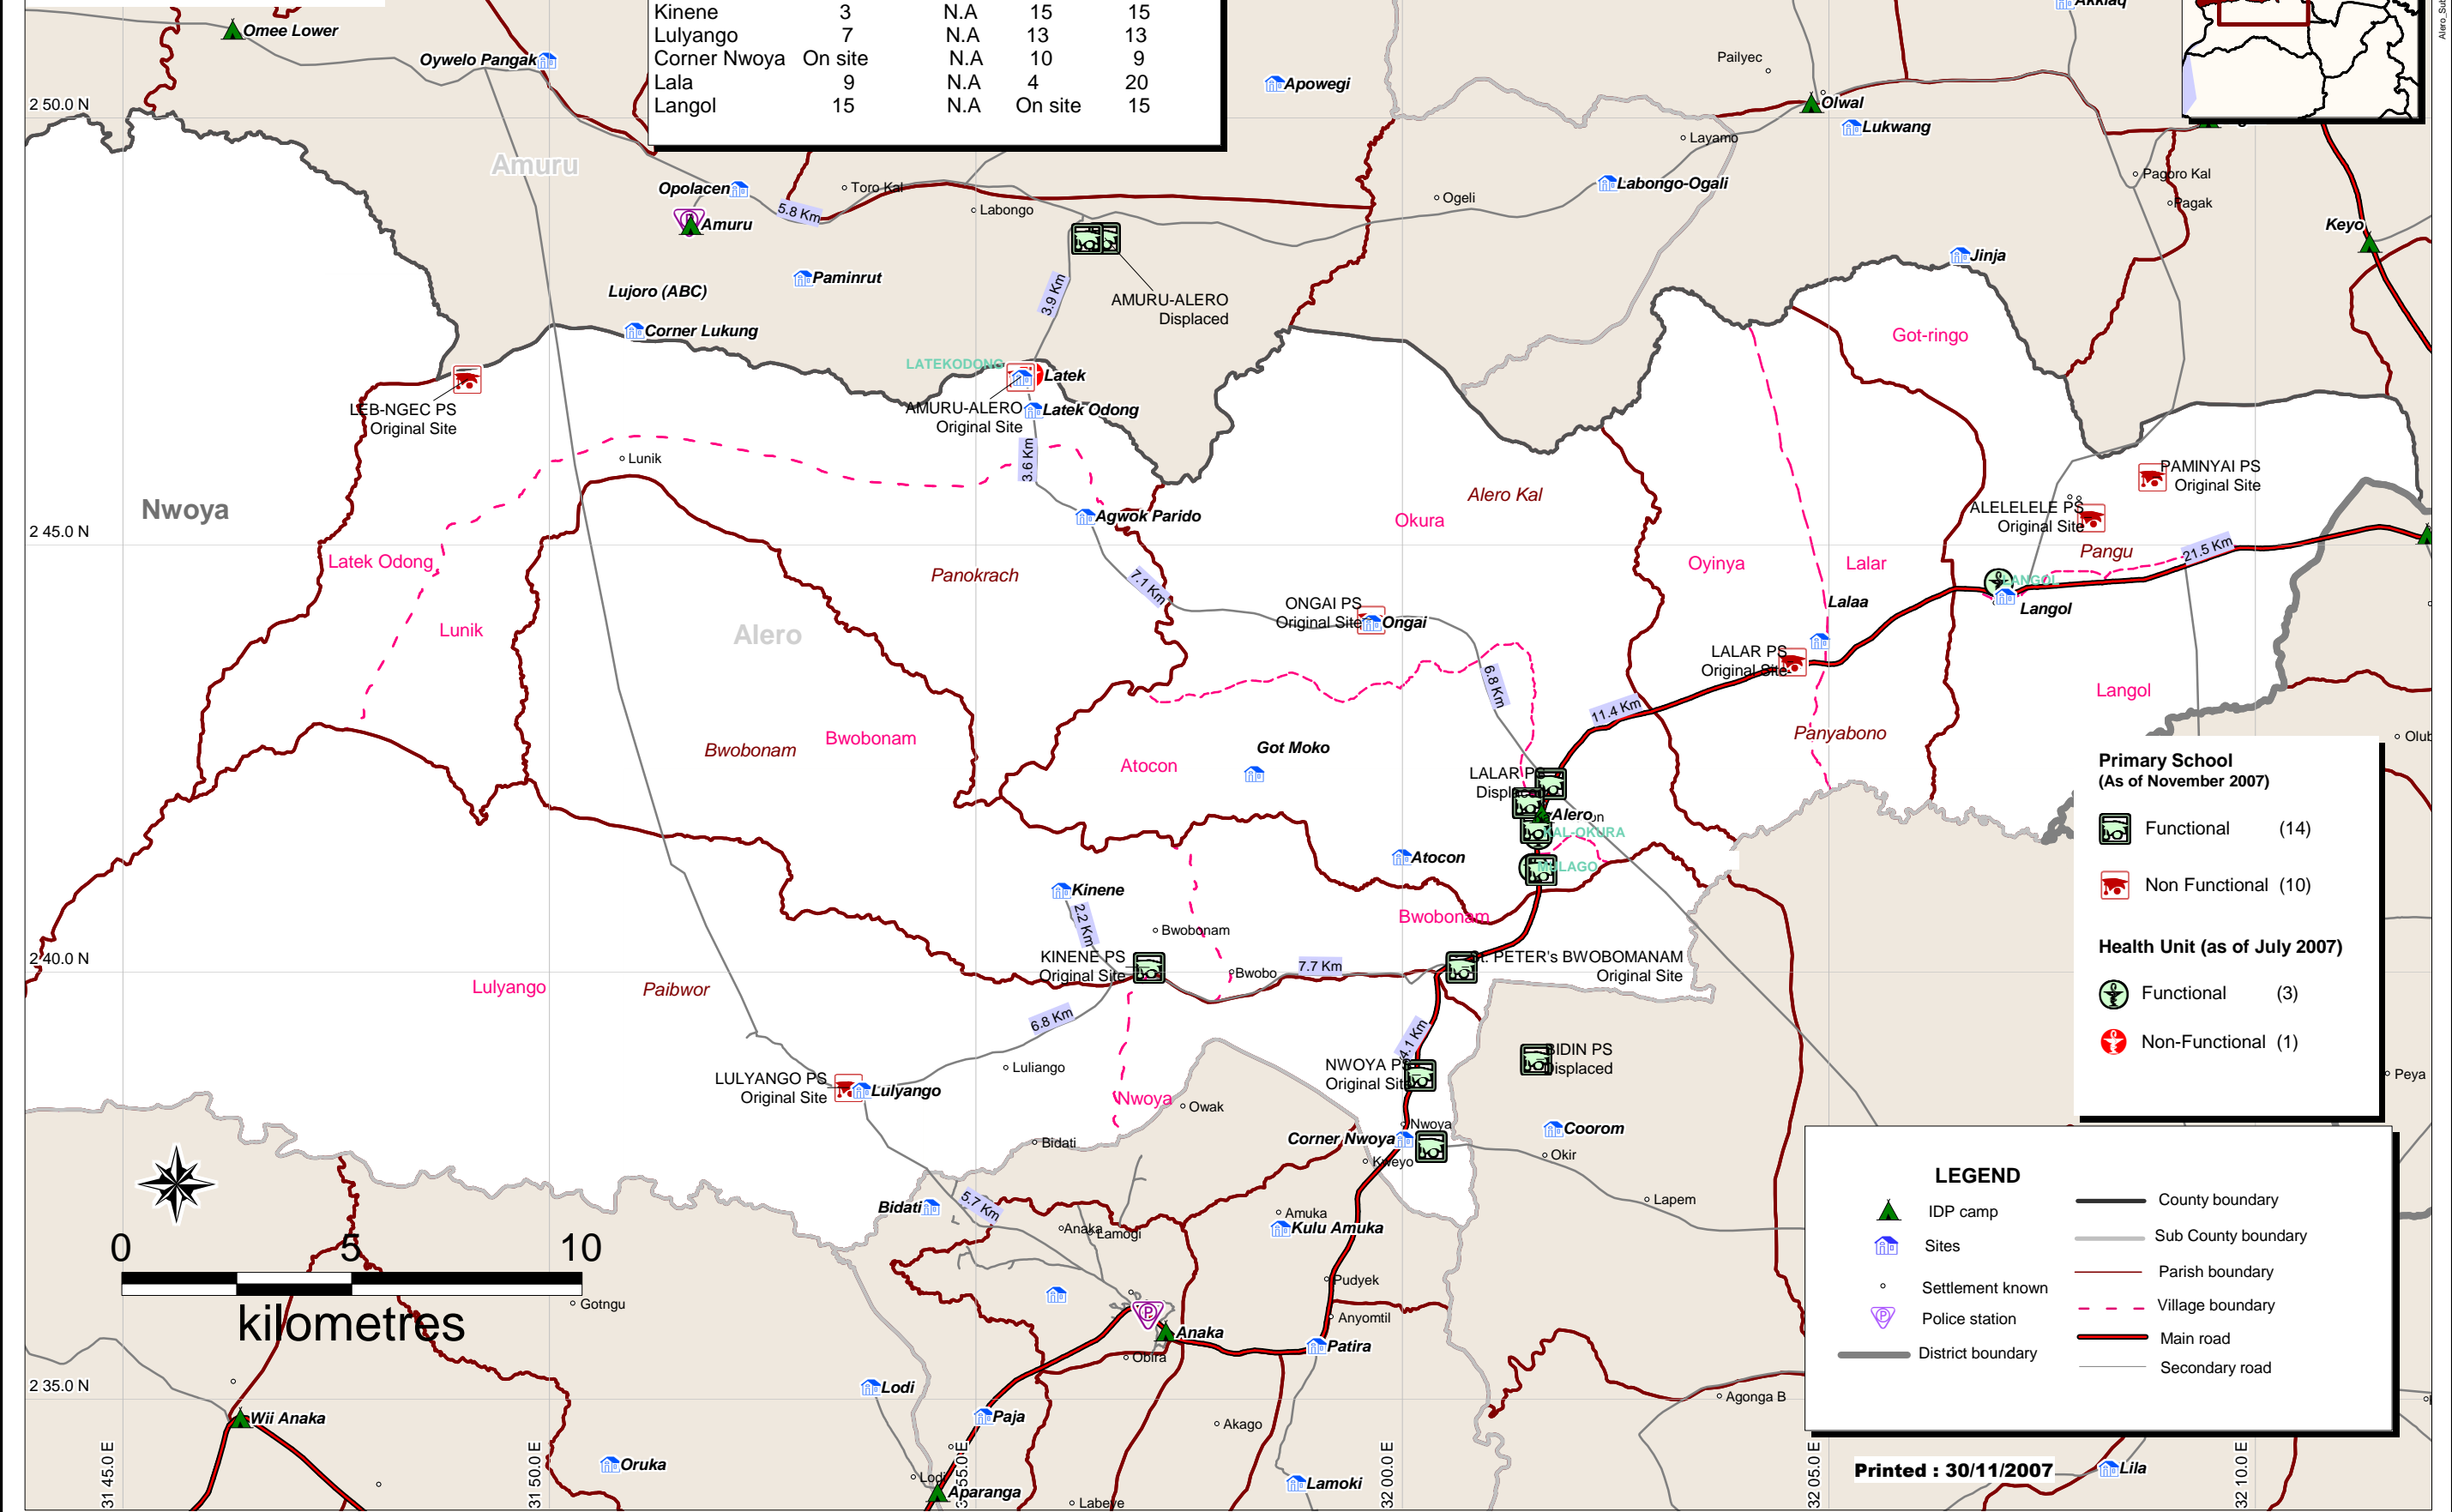 Kinene 3 N.A 15 15
Lulyango 7 N.A 13 13
Corner Nwoya On site N.A 10 9
Lala 9 N.A 4 20
Langol 15 N.A On site 15
Omee Lower
Oywelo Pangak
Apowegi
Pailyec
Olwal
Lukwang
Layamo
2 50.0 N
Amuru
Opolacen
Toro Kal
5.8 Km
Labongo
Ogeli
Labongo-Ogali
Pagoro Kal
Pagak
Keyo
Amuru
Jinja
Paminrut
Lujoro (ABC)
3.9 Km
AMURU-ALERO
Displaced
Corner Lukung
Got-ringo
LATEKODONG
Latek
LEB-NGEC PS
Original Site
AMURU-ALERO
Original Site
Latek Odong
3.6 Km
Lunik
PAMINYAI PS
Original Site
Alero Kal
Nwoya
Agwok Parido
Okura
ALELELELE PS
Original Site
2 45.0 N
Pangu
21.5 Km
Latek Odong
Panokrach
7.1 Km
Oyinya
Lalar
LANGOL
ONGAI PS
Original Site
Ongai
Lalaa
Langol
Lunik
Alero
LALAR PS
Original Site
6.8 Km
Langol
11.4 Km
Bwobonam
Bwobonam
Got Moko
Panyabono
Olub
Atocon
LALAR PS
Displaced
Alero
KAL-OKURA
MULAGO
Atocon
Kinene
2.2 Km
Bwobonam
Bwobonam
2 40.0 N
KINENE PS
Original Site
Bwobo
7.7 Km
PETER's BWOBOMANAM
Original Site
Lulyango
Paibwor
6.8 Km
4.1 Km
BIDIN PS
Displaced
Luliango
NWOYA PS
Original Site
LULYANGO PS
Original Site
Lulyango
Nwoya
Owak
Nwoya
Corner Nwoya
Coorom
Bidati
Kweyo
Okir
Peya
Primary School
(As of November 2007)
Functional (14)
Non Functional (10)
Health Unit (as of July 2007)
Functional (3)
Non-Functional (1)
Bidati
5.7 Km
Anaka
Lamogi
Amuka
Kulu Amuka
Lapem
0 5 10
kilometres
Gotngu
Pudyek
Anyomtil
Anaka
Patira
Obira
2 35.0 N
Lodi
Wii Anaka
Paja
Akago
Agonga B
Oruka
Lodi
Aparanga
Labeye
Lamoki
Lila
LEGEND
IDP camp
Sites
Settlement known
Police station
District boundary
County boundary
Sub County boundary
Parish boundary
Village boundary
Main road
Secondary road
Printed : 30/11/2007
31 45.0 E
31 50.0 E
32 00.0 E
32 05.0 E
32 10.0 E